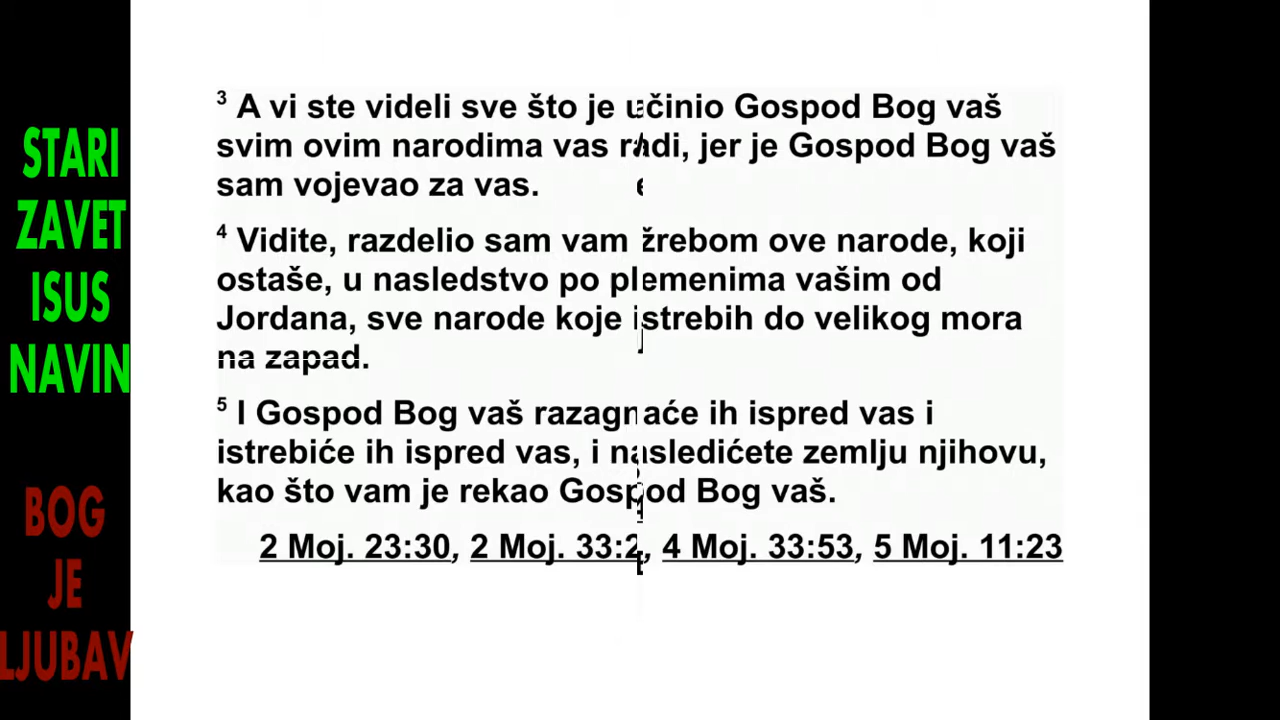 STARI
ZAVET
ISUS
NAVIN
BOG
JE
LJUBAV
3 A vi ste videli sve što je učinio Gospod Bog vaš
svim ovim narodima vas radi, jer je Gospod Bog vaš
sam vojevao za vas.
4 Vidite, razdelio sam vam žrebom ove narode, koji
ostaše, u nasledstvo po plemenima vašim od
Jordana, sve narode koje istrebih do velikog mora
na zapad.
5 I Gospod Bog vaš razagnaće ih ispred vas i
istrebiće ih ispred vas, i nasledićete zemlju njihovu,
kao što vam je rekao Gospod Bog vaš.
2 Moj. 23:30, 2 Moj. 33:2, 4 Moj. 33:53, 5 Moj. 11:23